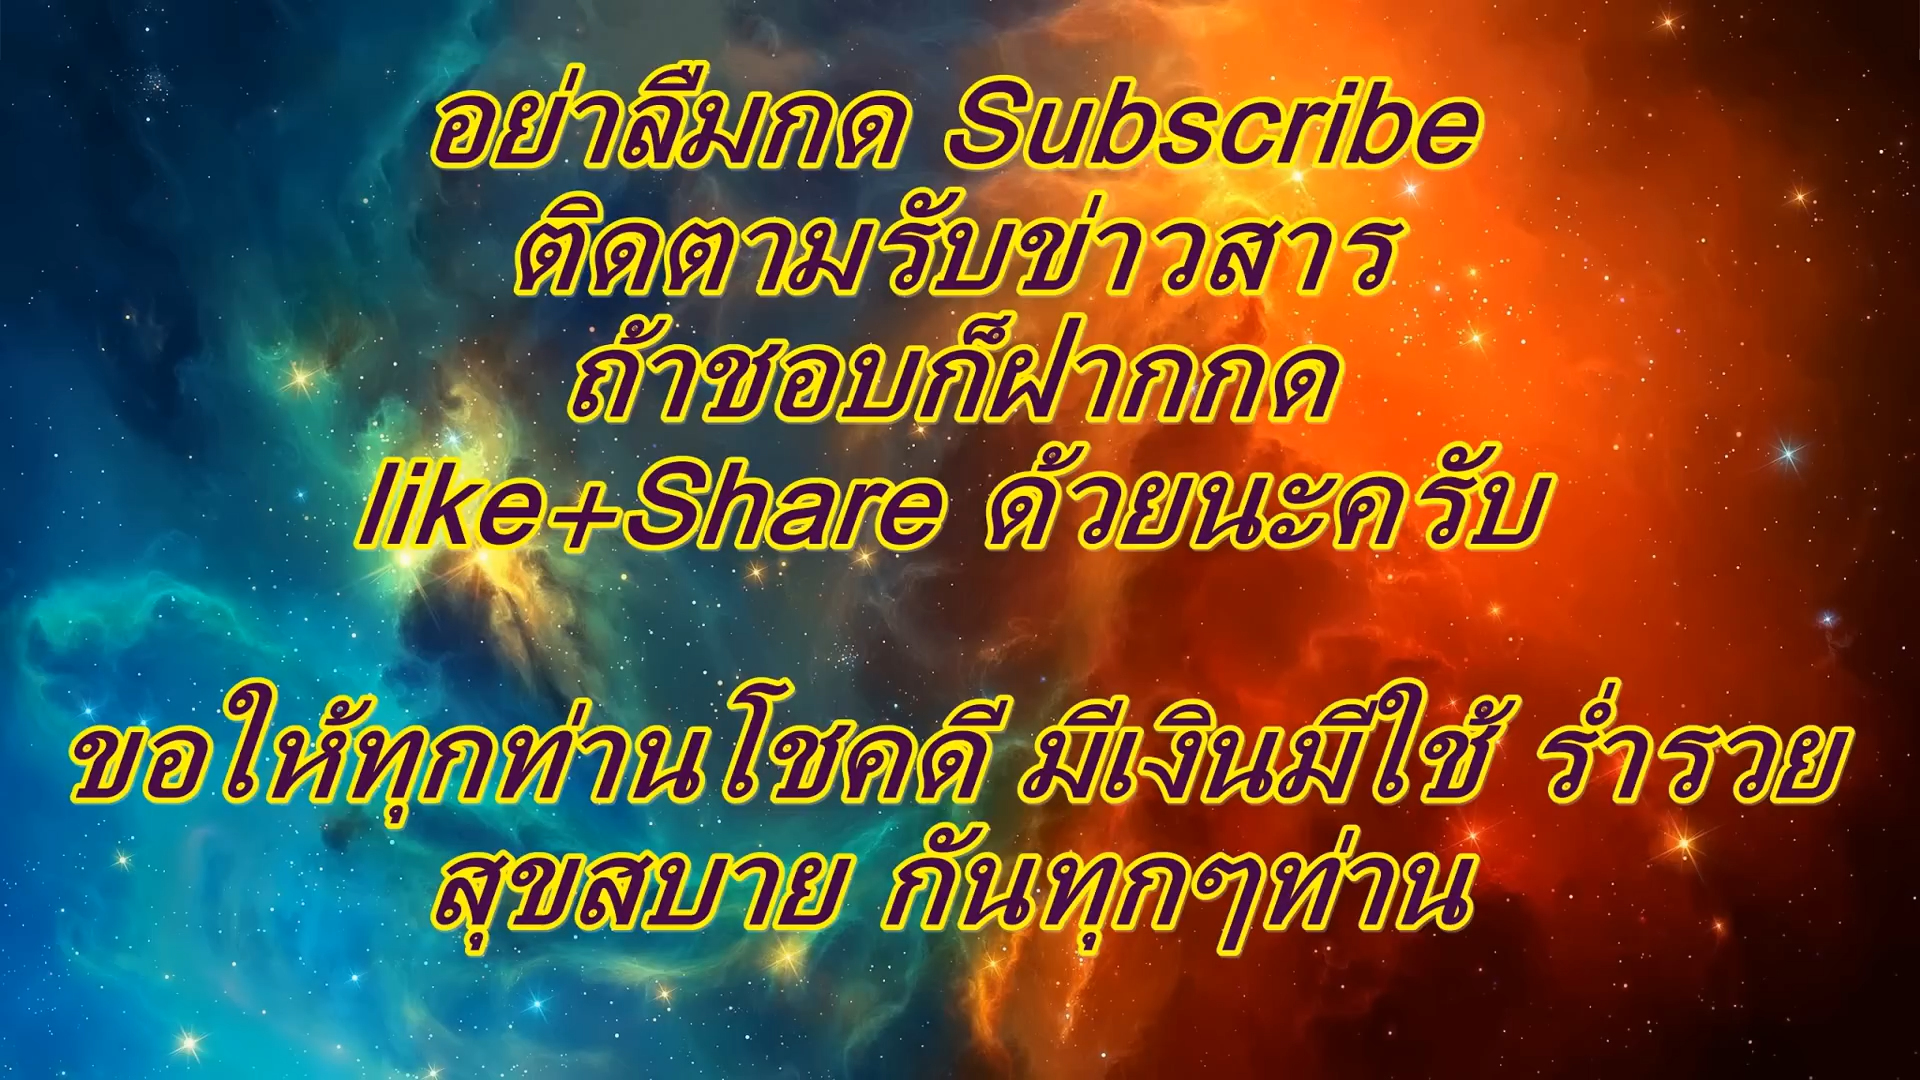 อย่าลืมกด Subscribe
ติดตามรับข่าวสาร
ถ้าชอบก็ฝากกด
like+Share ด้วยนะครับ
ขอให้ทุกท่านโชคดี มีเงินมีใช้ ร่ำรวย
สุขสบาย กันทุกๆท่าน